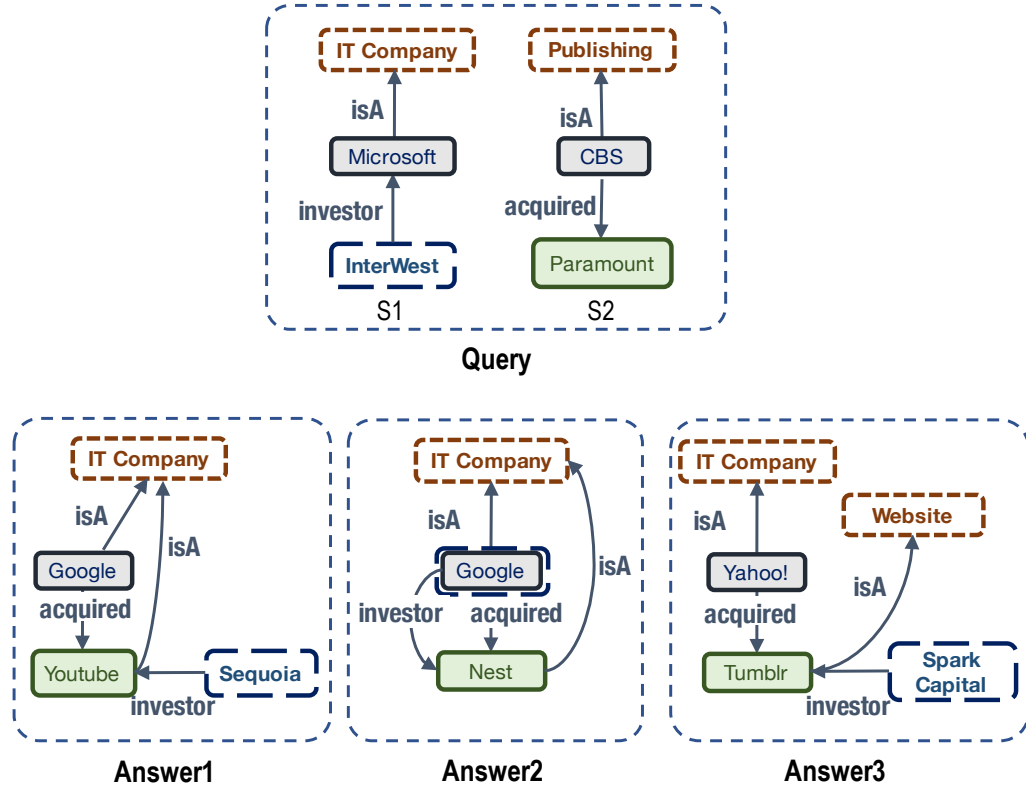 IT Company
Publishing
isA
isA
Microsoft
CBS
investor
acquired
InterWest
Paramount
S1
S2
Query
IT Company
isA
isA
Google
acquired
Youtube
Sequoia
investor
Answer1
IT Company
isA
Google
isA
investor
acquired
Nest
Answer2
IT Company
Website
isA
Yahoo!
isA
acquired
Tumblr
Spark
Capital
investor
Answer3